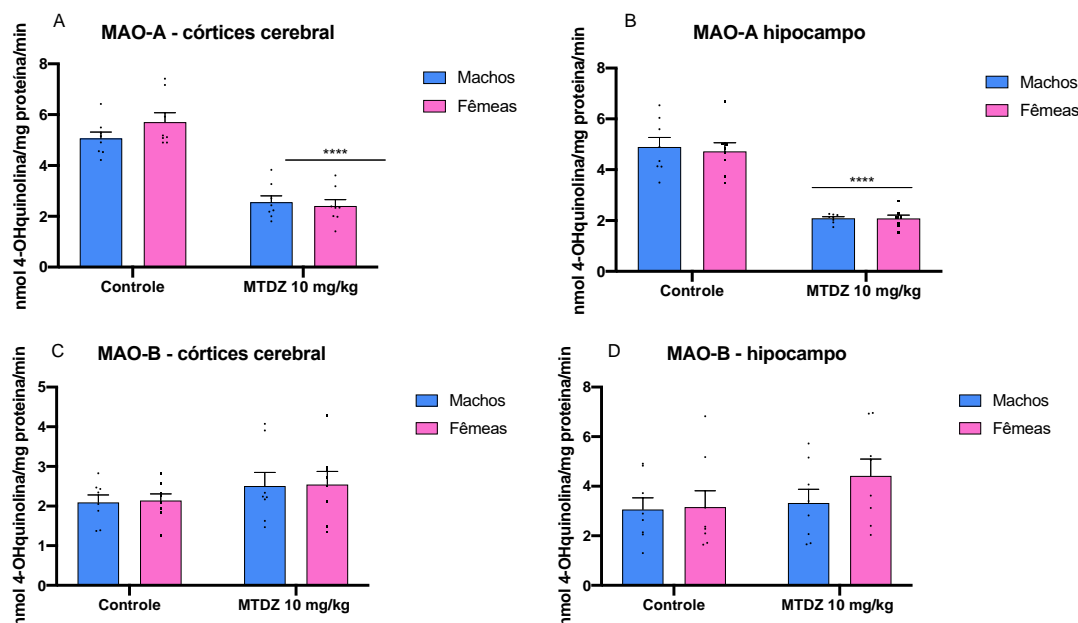 A
MAO-A - córtices cerebral
nmol 4-OHquinolina/mg proteina/min
8
6
4
2
0
****
Controle
MTDZ 10 mg/kg
Machos
Fêmeas
B
MAO-A hipocampo
nmol 4-OHquinolina/mg proteina/min
8
6
4
2
0
****
Controle
MTDZ 10 mg/kg
Machos
Fêmeas
C
MAO-B - córtices cerebral
nmol 4-OHquinolina/mg proteina/min
5
4
3
2
1
0
Controle
MTDZ 10 mg/kg
Machos
Fêmeas
D
MAO-B - hipocampo
nmol 4-OHquinolina/mg proteina/min
8
6
4
2
0
Controle
MTDZ 10 mg/kg
Machos
Fêmeas